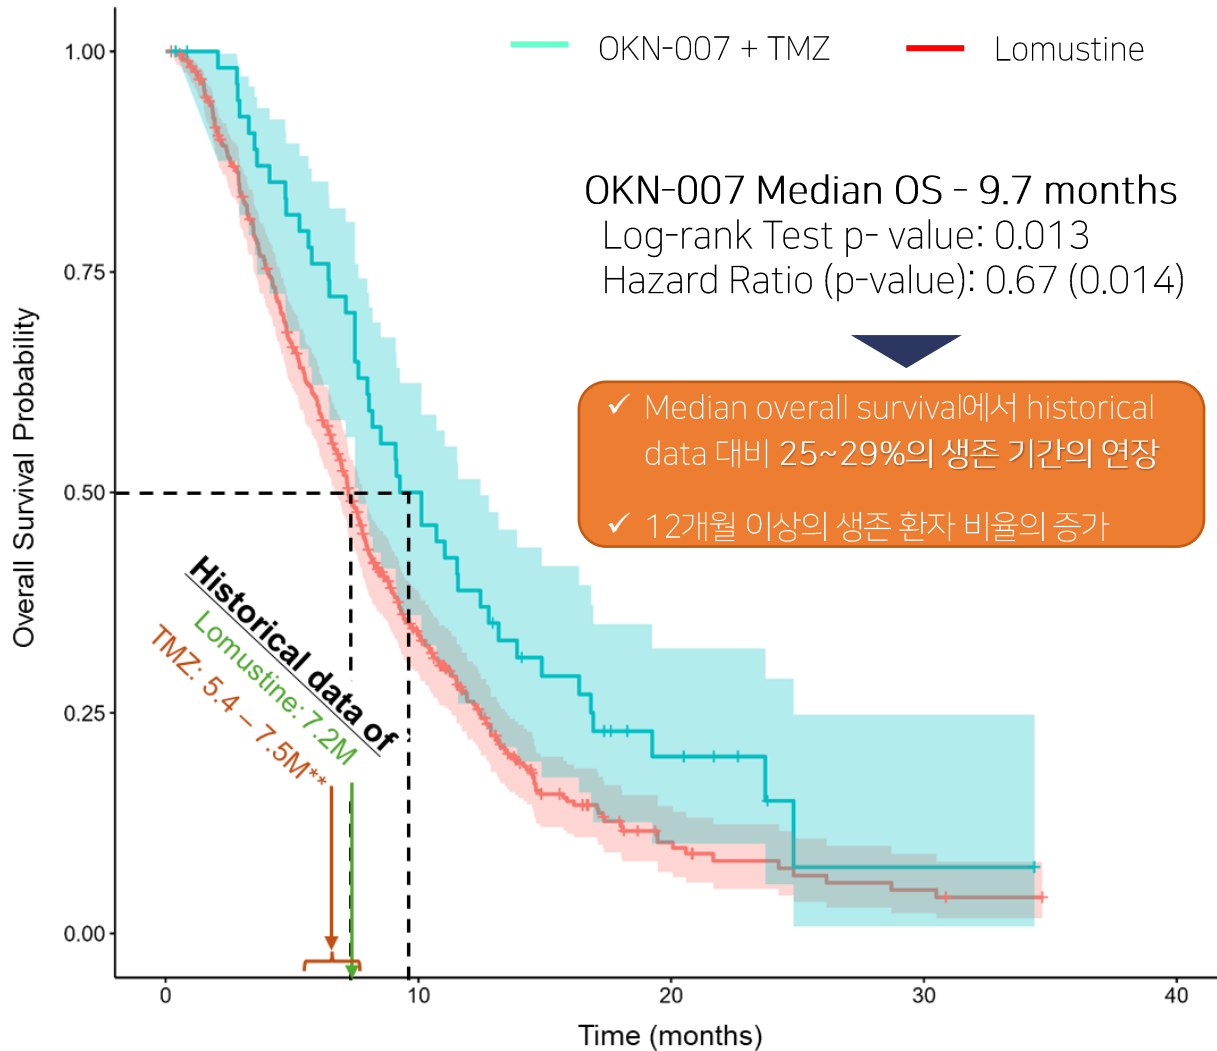 OKN-007 + TMZ
Lomustine
OKN-007 Median OS - 9.7 months
Log-rank Test p- value: 0.013
Hazard Ratio (p-value): 0.67 (0.014)
✓ Median overall survival에서 historical
data 대비 25~29%의 생존 기간의 연장
✓ 12개월 이상의 생존 환자 비율의 증가
Overall Survival Probability
1.00
0.75
0.50
0.25
0.00
Historical data of
Lomustine: 7.2M
TMZ: 5.4 – 7.5M**
0
10
20
30
40
Time (months)